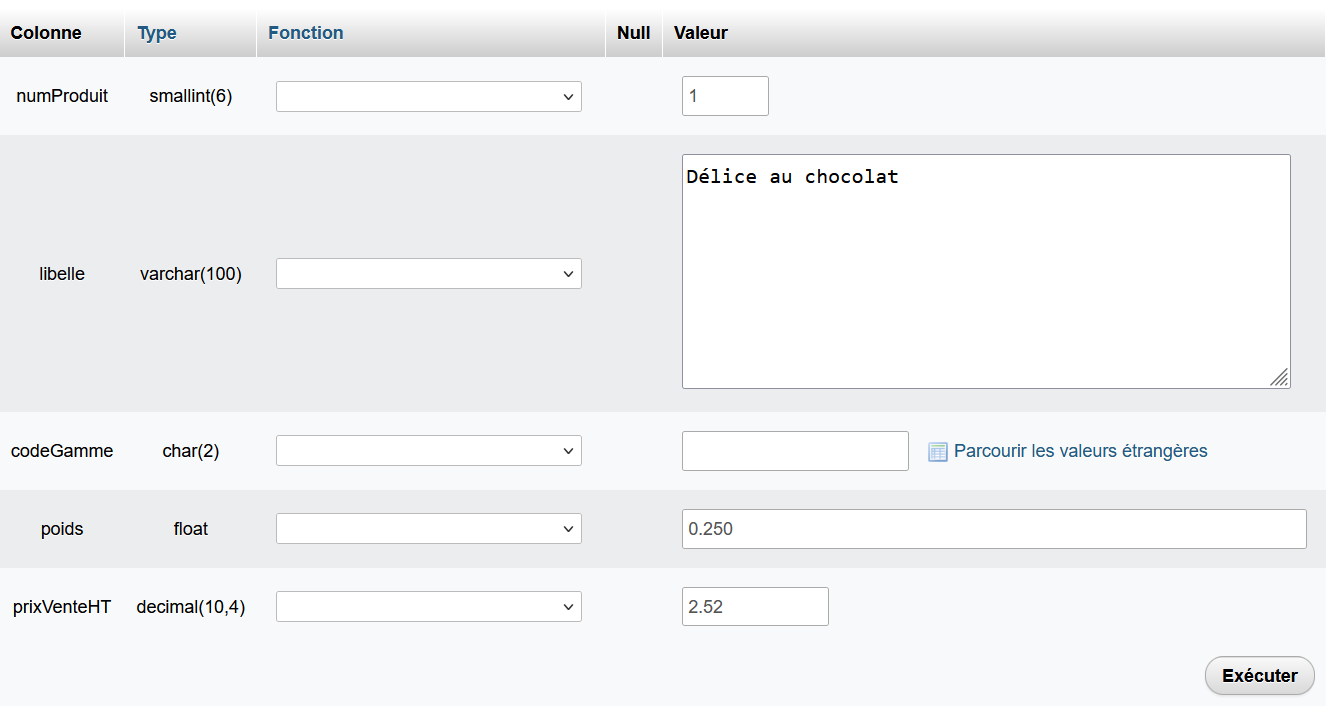 Colonne Type Fonction Null Valeur
numProduit smallint(6) 1
libelle varchar(100) Délice au chocolat
codeGamme char(2) Parcourir les valeurs étrangères
poids float 0.250
prixVenteHT decimal(10,4) 2.52
Exécuter